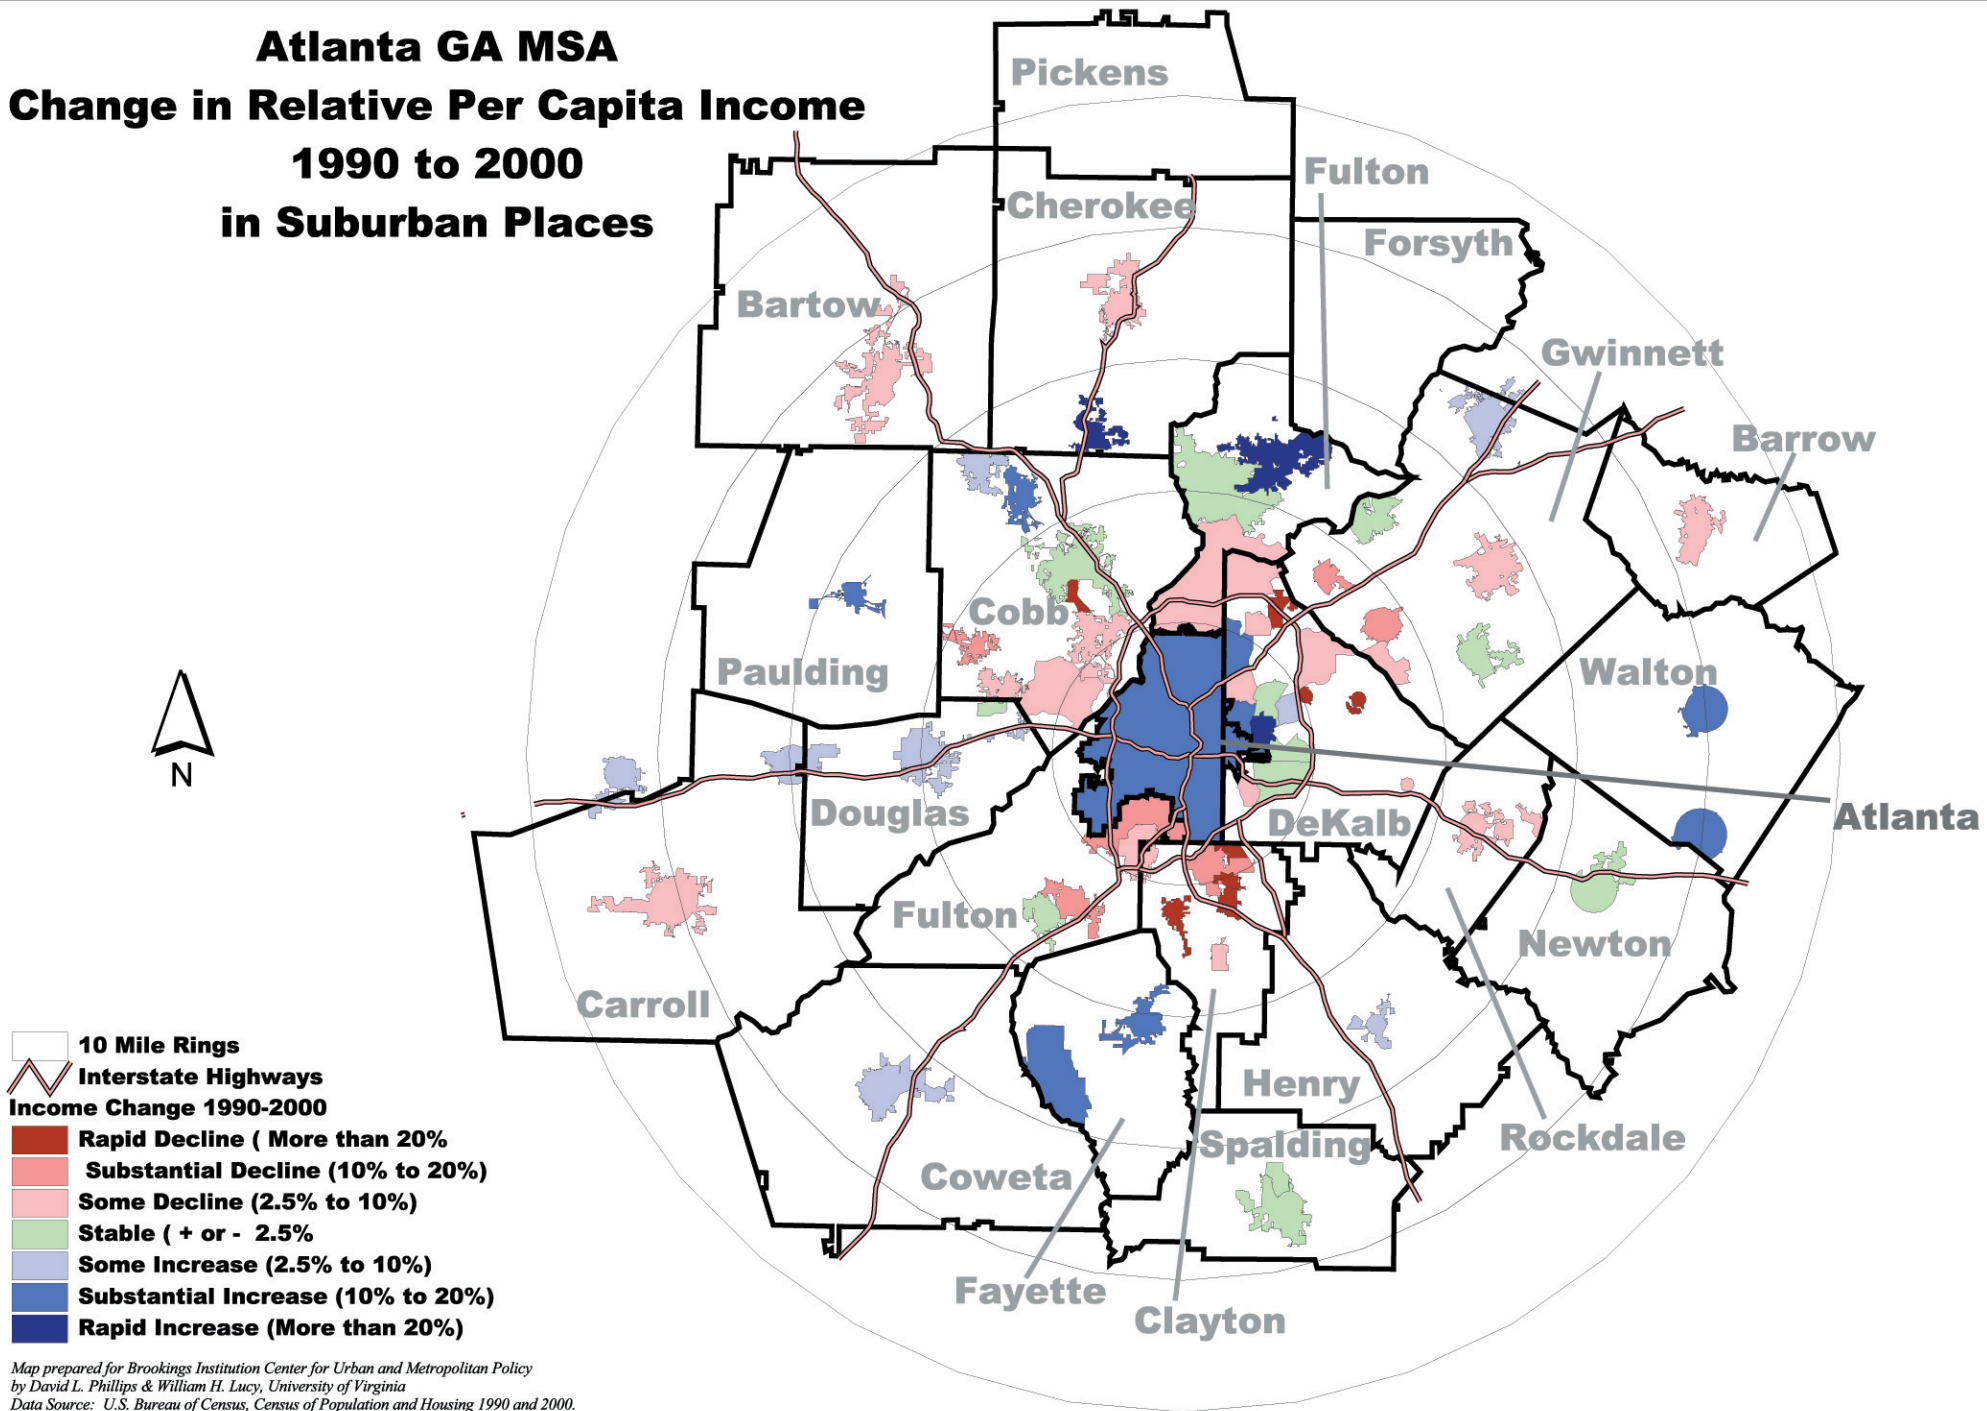 Atlanta GA MSA
Change in Relative Per Capita Income
1990 to 2000
in Suburban Places
Pickens
Fulton
Cherokee
Forsyth
Bartow
Gwinnett
Barrow
Cobb
Paulding
Walton
N
Douglas
DeKalb
Atlanta
Fulton
Newton
Carroll
Henry
Rockdale
Spalding
Coweta
Fayette
Clayton
10 Mile Rings
Interstate Highways
Income Change 1990-2000
Rapid Decline ( More than 20%
Substantial Decline (10% to 20%)
Some Decline (2.5% to 10%)
Stable ( + or - 2.5%
Some Increase (2.5% to 10%)
Substantial Increase (10% to 20%)
Rapid Increase (More than 20%)
Map prepared for Brookings Institution Center for Urban and Metropolitan Policy
by David L. Phillips & William H. Lucy, University of Virginia
Data Source: U.S. Bureau of Census, Census of Population and Housing 1990 and 2000.